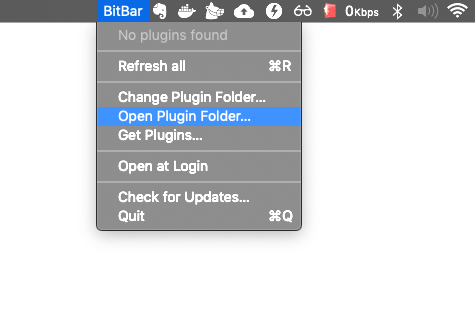 BitBar 0Kbps
No plugins found
Refresh all ⌘R
Change Plugin Folder...
Open Plugin Folder...
Get Plugins...
Open at Login
Check for Updates...
Quit ⌘Q